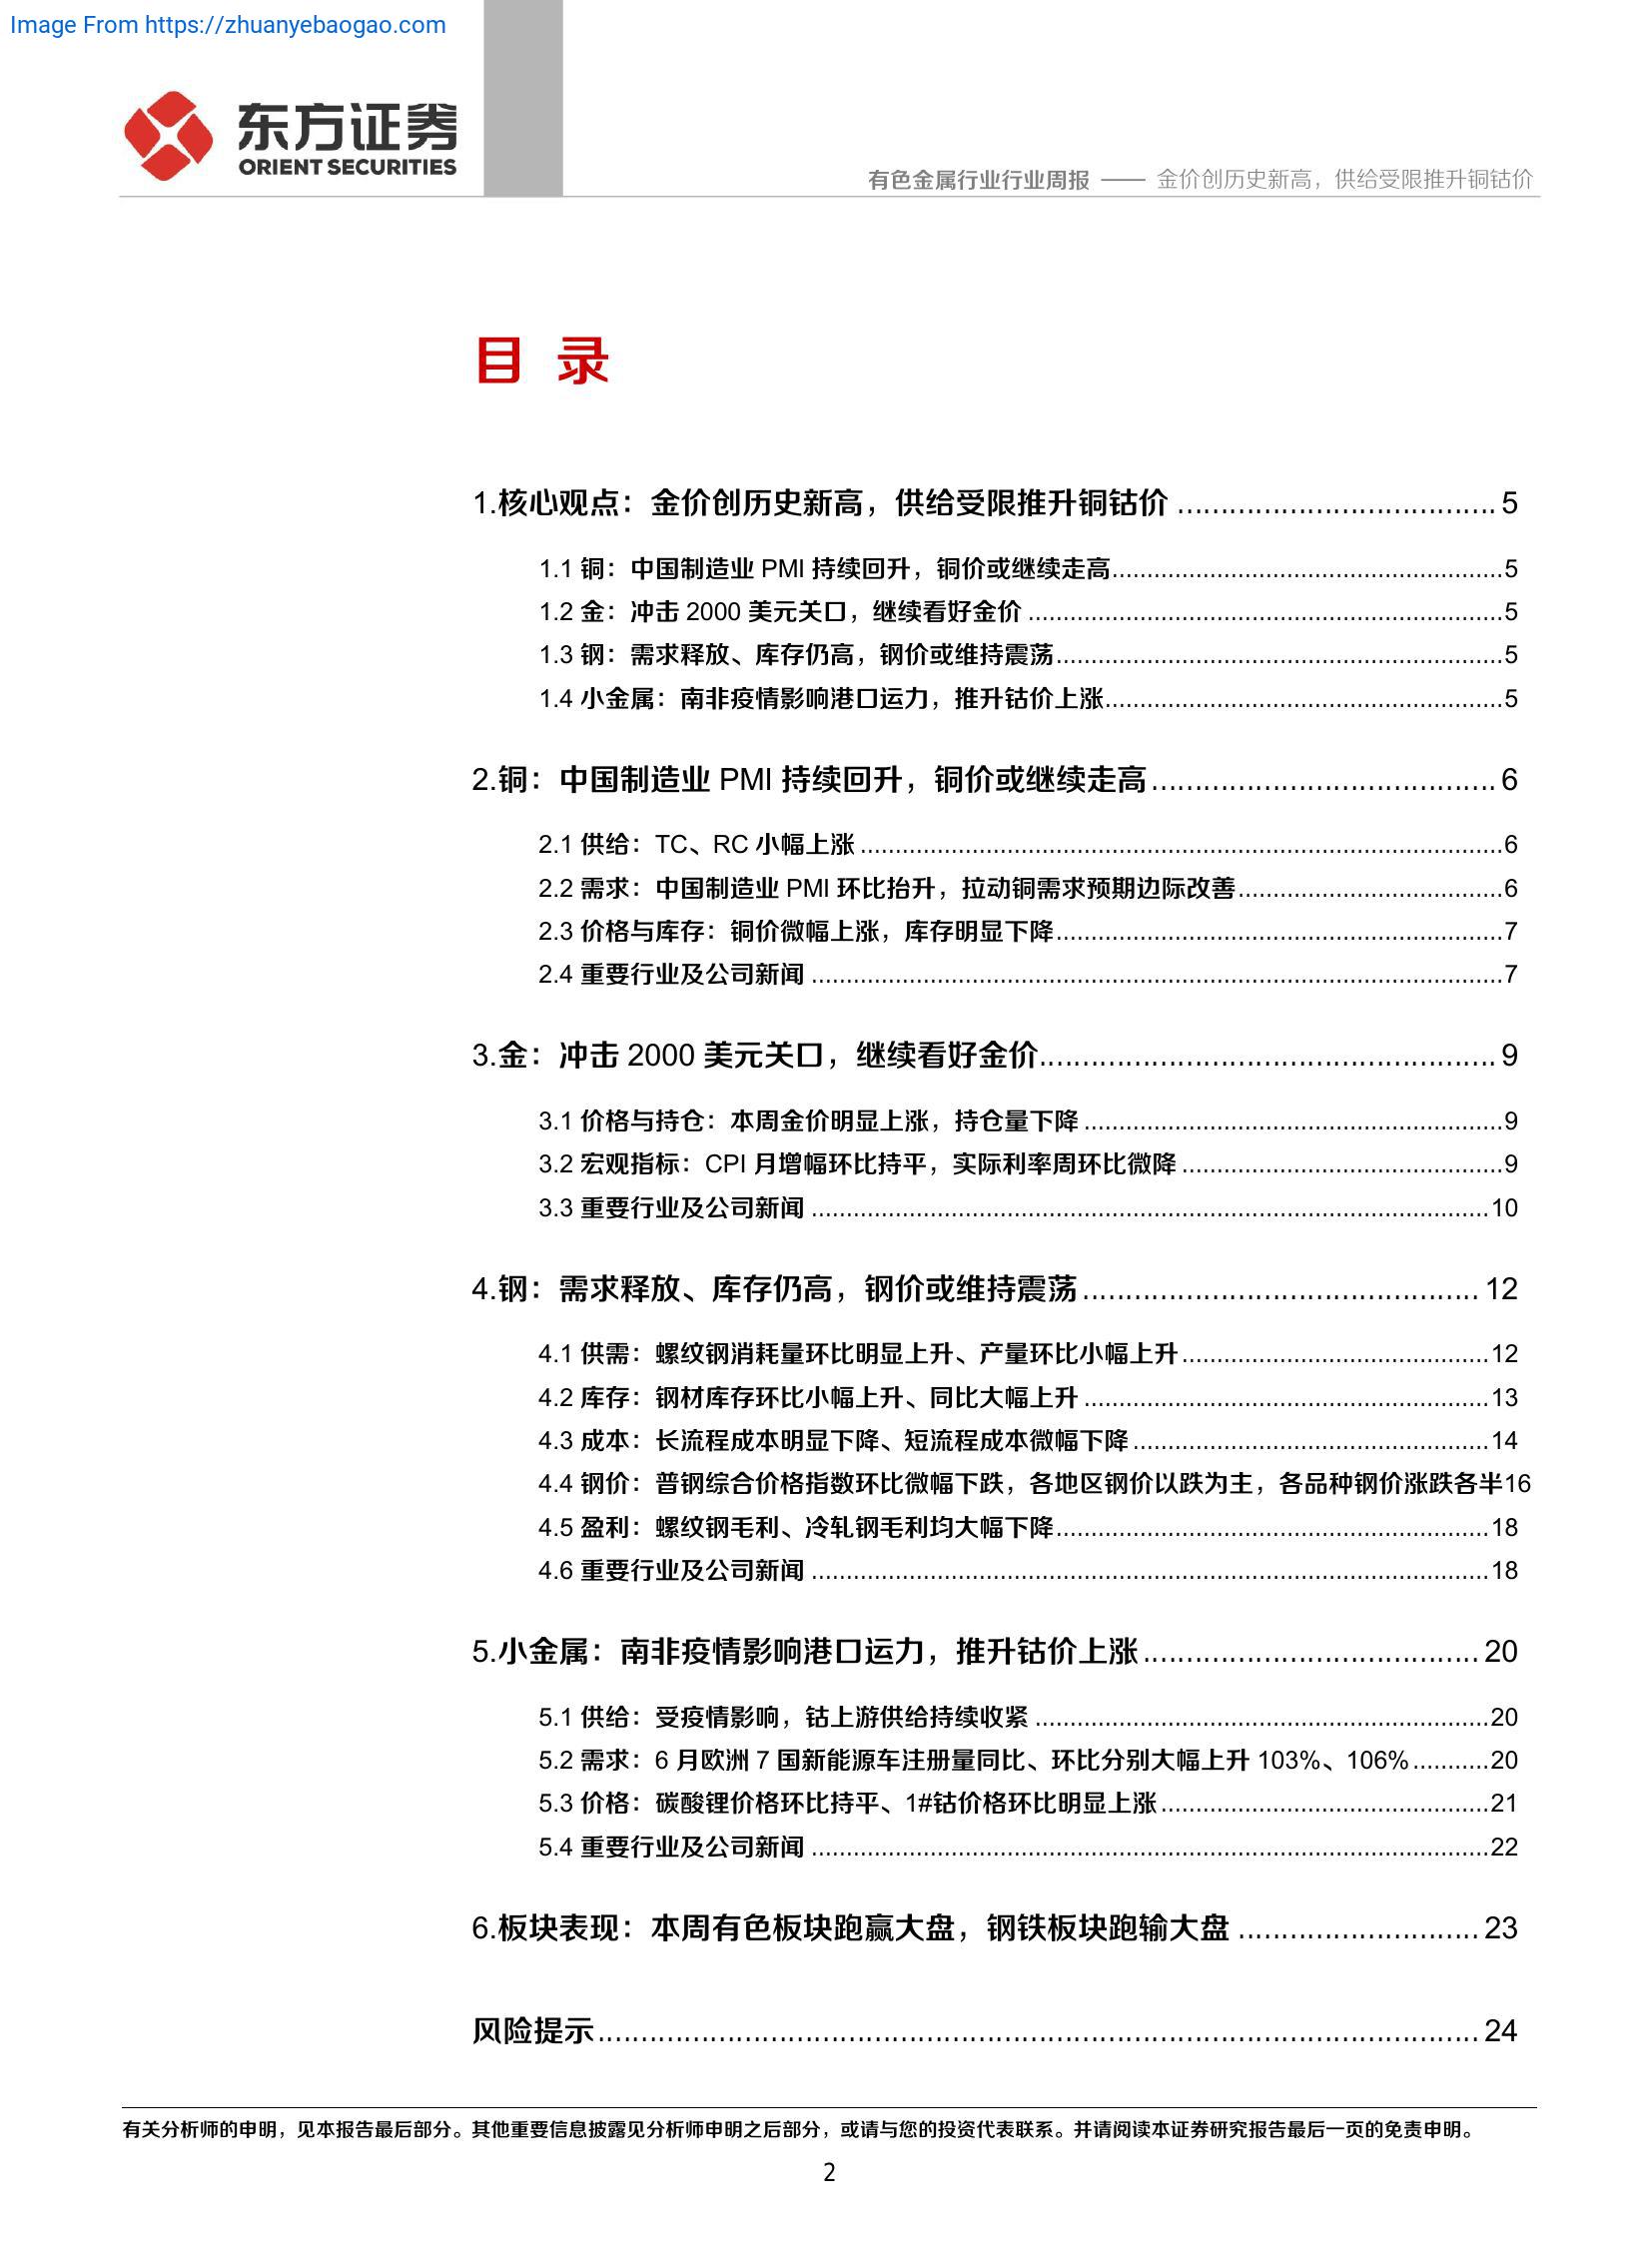 Image From https://zhuanyebaogao.com
东方证券
ORIENT SECURITIES
有色金属行业行业周报 —— 金价创历史新高，供给受限推升铜钴价
目 录
1.核心观点：金价创历史新高，供给受限推升铜钴价 ..................................... 5
1.1 铜：中国制造业 PMI 持续回升，铜价或继续走高........................................................5
1.2 金：冲击 2000 美元关口，继续看好金价 .....................................................................5
1.3 钢：需求释放、库存仍高，钢价或维持震荡................................................................5
1.4 小金属：南非疫情影响港口运力，推升钴价上涨.........................................................5
2.铜：中国制造业 PMI 持续回升，铜价或继续走高........................................ 6
2.1 供给：TC、RC 小幅上涨 ............................................................................................6
2.2 需求：中国制造业 PMI 环比抬升，拉动铜需求预期边际改善......................................6
2.3 价格与库存：铜价微幅上涨，库存明显下降................................................................7
2.4 重要行业及公司新闻 ...................................................................................................7
3.金：冲击 2000 美元关口，继续看好金价..................................................... 9
3.1 价格与持仓：本周金价明显上涨，持仓量下降 ............................................................9
3.2 宏观指标：CPI 月增幅环比持平，实际利率周环比微降 ..............................................9
3.3 重要行业及公司新闻 .................................................................................................10
4.钢：需求释放、库存仍高，钢价或维持震荡.............................................. 12
4.1 供需：螺纹钢消耗量环比明显上升、产量环比小幅上升............................................12
4.2 库存：钢材库存环比小幅上升、同比大幅上升 ..........................................................13
4.3 成本：长流程成本明显下降、短流程成本微幅下降...................................................14
4.4 钢价：普钢综合价格指数环比微幅下跌，各地区钢价以跌为主，各品种钢价涨跌各半16
4.5 盈利：螺纹钢毛利、冷轧钢毛利均大幅下降..............................................................18
4.6 重要行业及公司新闻 .................................................................................................18
5.小金属：南非疫情影响港口运力，推升钴价上涨....................................... 20
5.1 供给：受疫情影响，钴上游供给持续收紧 .................................................................20
5.2 需求：6 月欧洲 7 国新能源车注册量同比、环比分别大幅上升 103%、106%...........20
5.3 价格：碳酸锂价格环比持平、1#钴价格环比明显上涨...............................................21
5.4 重要行业及公司新闻 .................................................................................................22
6.板块表现：本周有色板块跑赢大盘，钢铁板块跑输大盘 ............................ 23
风险提示....................................................................................................... 24
有关分析师的申明，见本报告最后部分。其他重要信息披露见分析师申明之后部分，或请与您的投资代表联系。并请阅读本证券研究报告最后一页的免责申明。
2